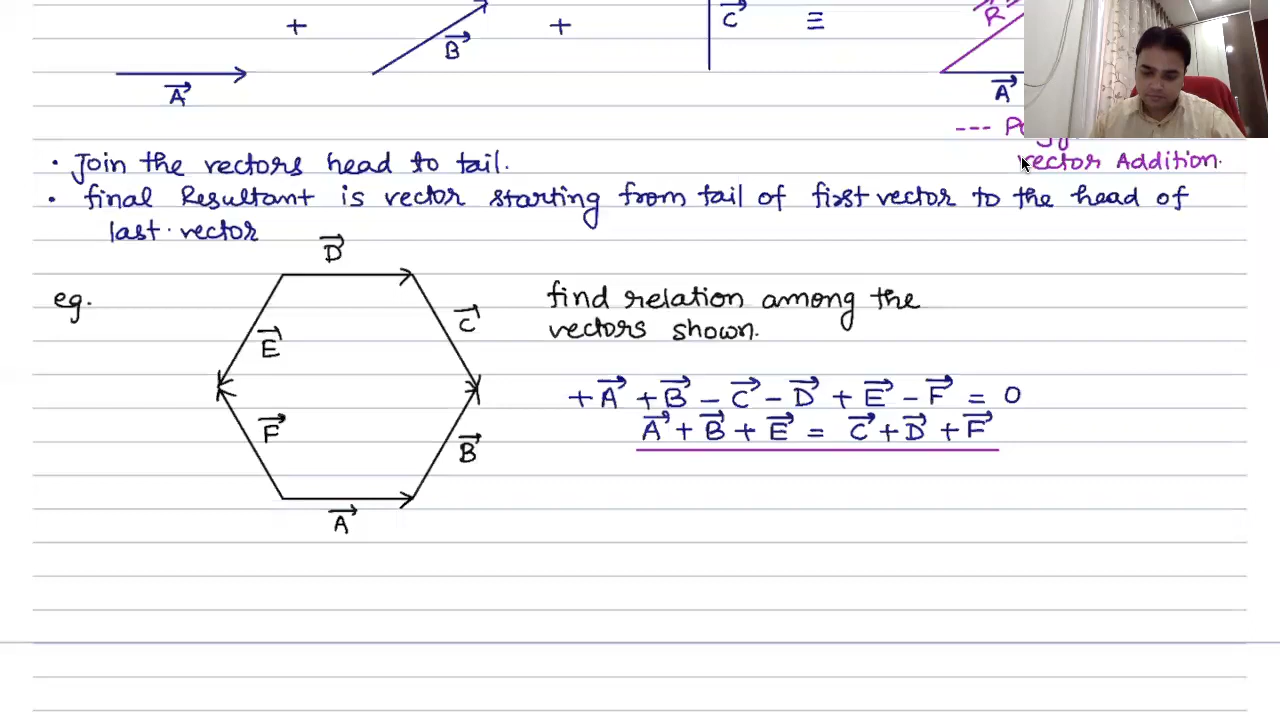 + + ≡
C⃗ R
B⃗
A⃗ A⃗
---
• Join the vectors head to tail. vector Addition.
• final Resultant is vector starting from tail of first vector to the head of
last vector
D⃗
eg. find relation among the
C⃗ vectors shown.
E⃗
+A⃗ + B⃗ - C⃗ - D⃗ + E⃗ - F⃗ = 0
F⃗ A⃗ + B⃗ + E⃗ = C⃗ + D⃗ + F⃗
B⃗
A⃗